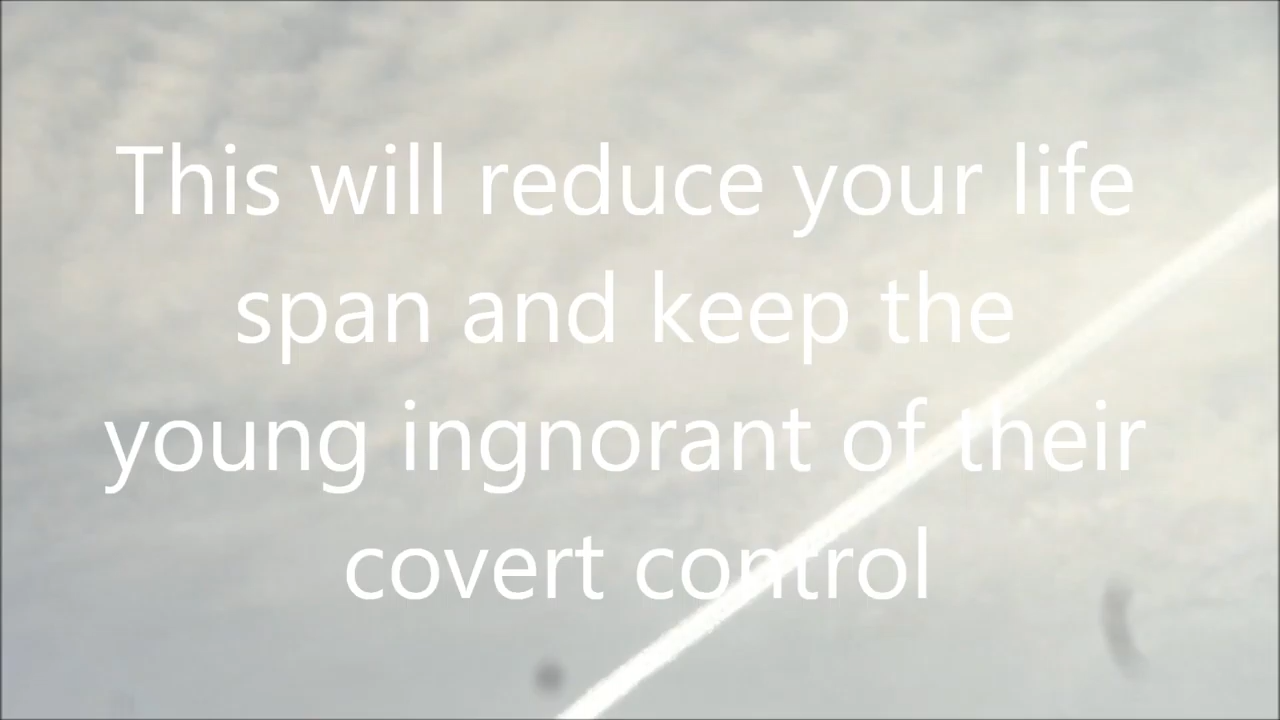 This will reduce your life
span and keep the
young ingnorant of their
covert control